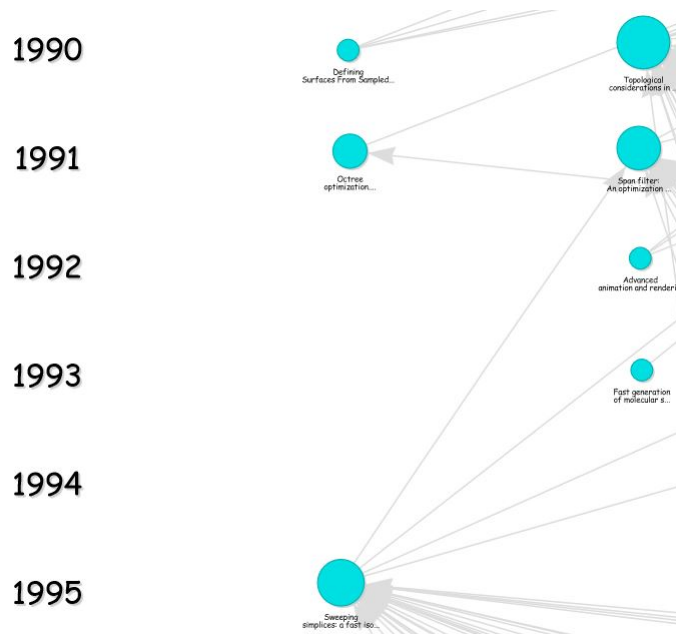 1990
Defining
Surfaces From Sampled...
Topological
considerations in ...
1991
Octree
optimization....
Span filter:
An optimization ...
1992
Advanced
animation and renderi
1993
Fast generation
of molecular s...
1994
1995
Sweeping
simplices: a fast iso...